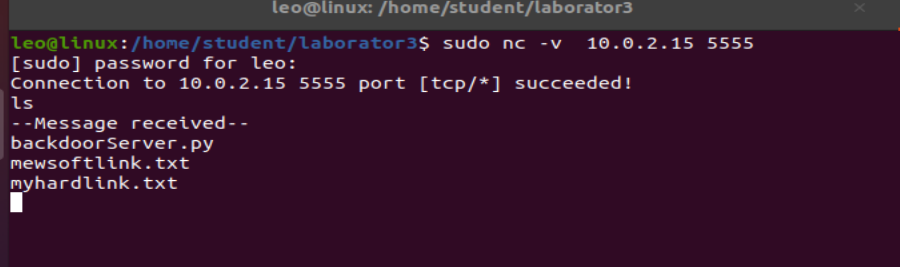 leo@linux: /home/student/laborator3
leo@linux:/home/student/laborator3$ sudo nc -v  10.0.2.15 5555
[sudo] password for leo:
Connection to 10.0.2.15 5555 port [tcp/*] succeeded!
ls
--Message received--
backdoorServer.py
mewsoftlink.txt
myhardlink.txt